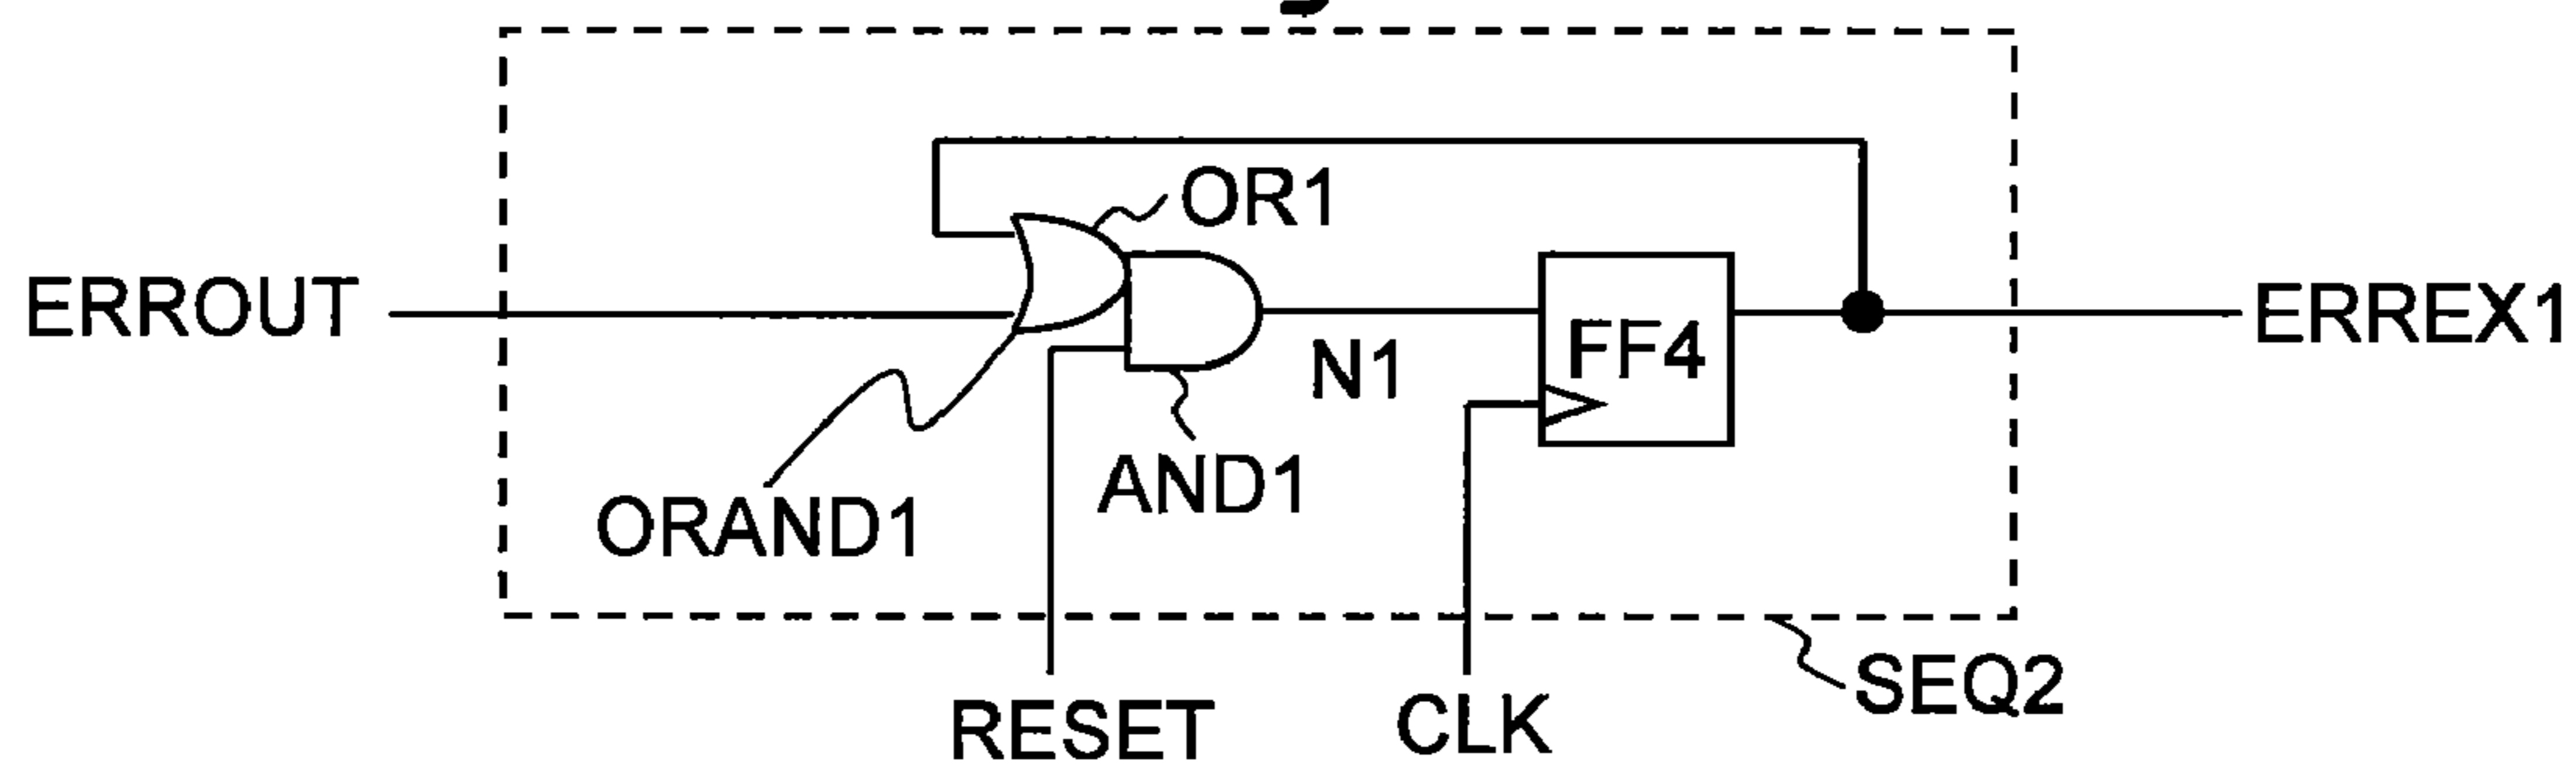 OR1
ERROUT
ERREX1
FF4
N1
AND1
ORAND1
SEQ2
RESET
CLK